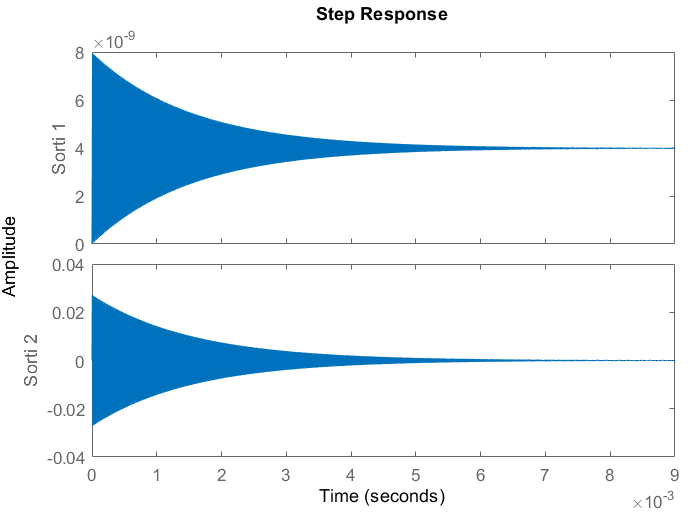 Step Response
×10⁻⁹
8
6
4
2
0
Sorti 1
Amplitude
0.04
0.02
0
-0.02
-0.04
Sorti 2
0 1 2 3 4 5 6 7 8 9
Time (seconds)
×10⁻³